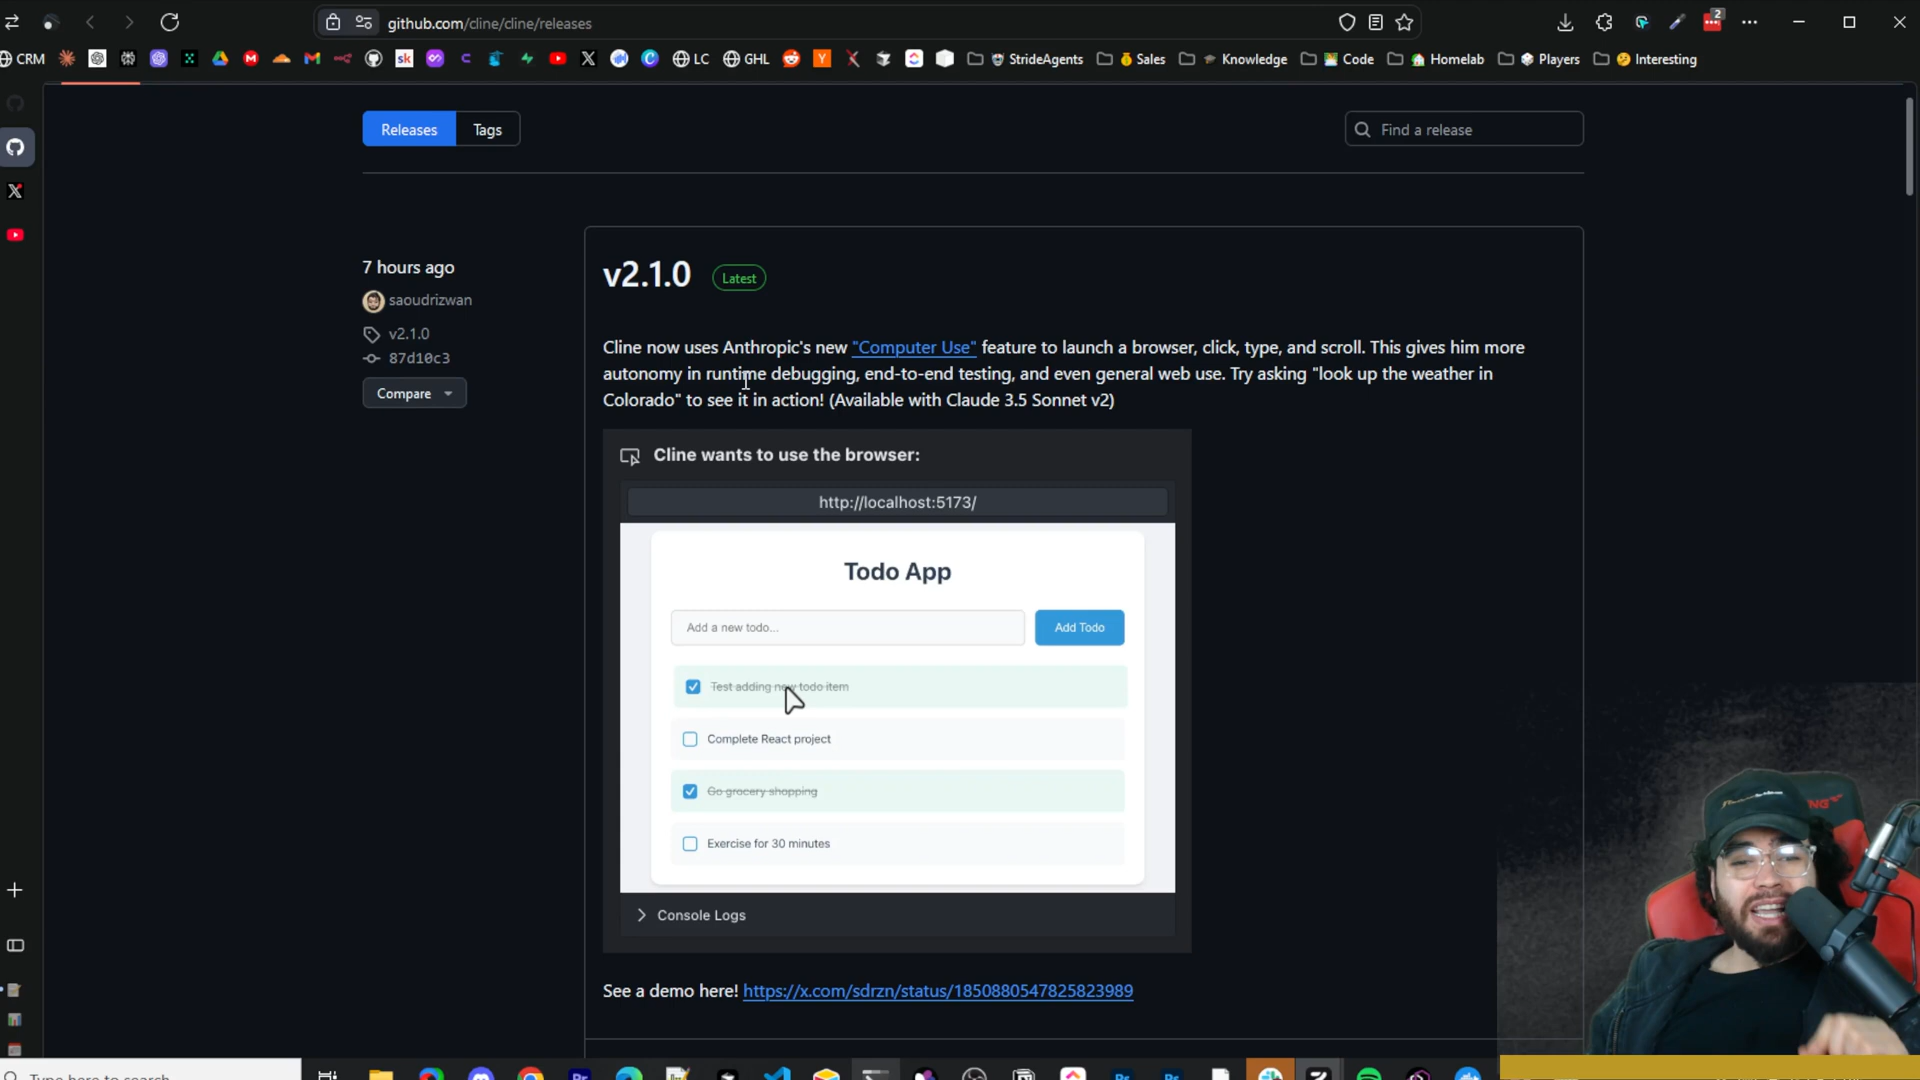 github.com/cline/cline/releases
2
CRM
LC
GHL
StrideAgents
Sales
Knowledge
Code
Homelab
Players
Interesting
Releases
Tags
Find a release
7 hours ago
saoudrizwan
v2.1.0
87d10c3
Compare
v2.1.0
Latest
Cline now uses Anthropic's new "Computer Use" feature to launch a browser, click, type, and scroll. This gives him more
autonomy in runtime debugging, end-to-end testing, and even general web use. Try asking "look up the weather in
Colorado" to see it in action! (Available with Claude 3.5 Sonnet v2)
Cline wants to use the browser:
http://localhost:5173/
Todo App
Add a new todo...
Add Todo
Test adding new todo item
Complete React project
Go grocery shopping
Exercise for 30 minutes
Console Logs
See a demo here! https://x.com/sdrzn/status/1850880547825823989
Type here to search